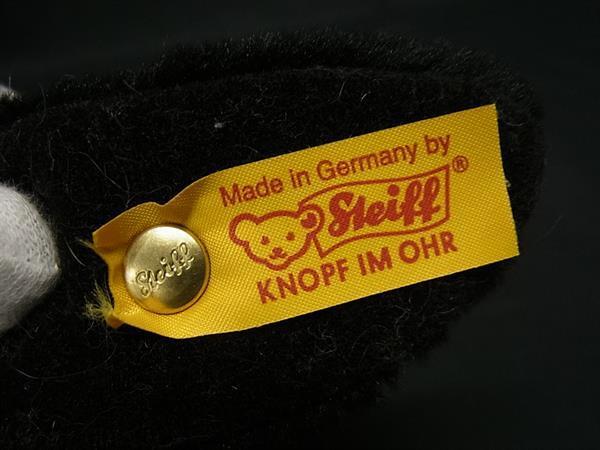 Made in Germany by
Steiff®
KNOPF IM OHR
Steiff